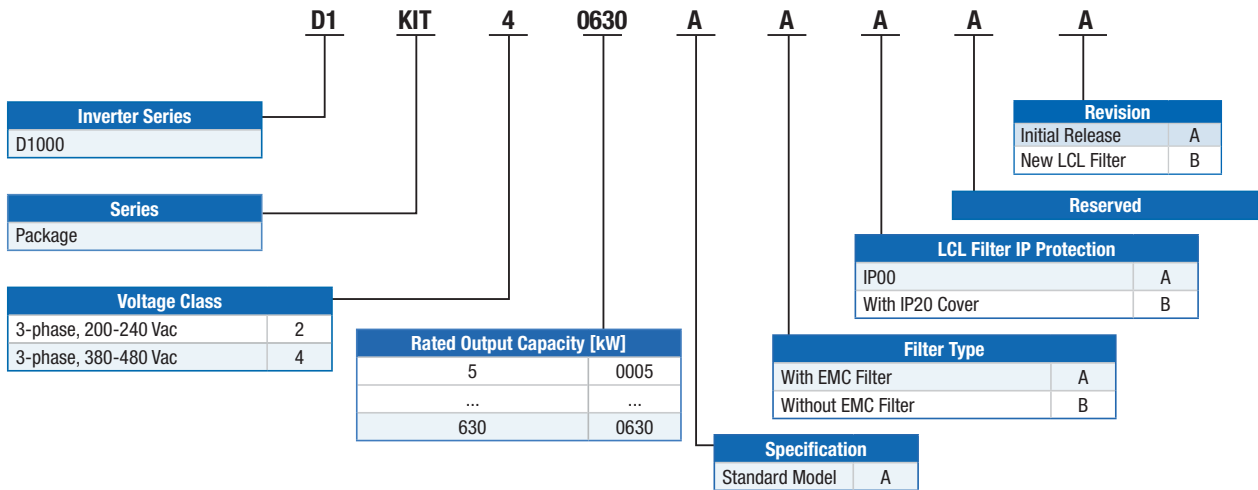 D1 KIT 4 0630 A A A A A
Inverter Series
D1000
Series
Package
Voltage Class
3-phase, 200-240 Vac 2
3-phase, 380-480 Vac 4
Rated Output Capacity [kW]
5 0005
... ...
630 0630
Specification
Standard Model A
Filter Type
With EMC Filter A
Without EMC Filter B
LCL Filter IP Protection
IP00 A
With IP20 Cover B
Reserved
Revision
Initial Release A
New LCL Filter B